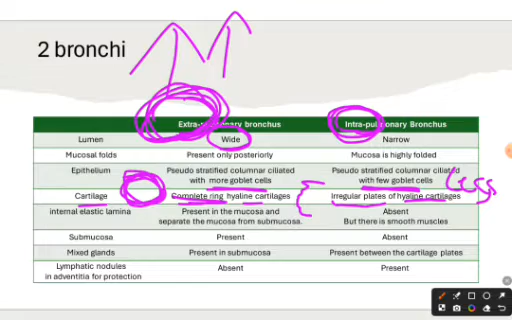 2 bronchi
Extra-pulmonary Bronchus Intra-pulmonary Bronchus
Lumen Wide Narrow
Mucosal folds Present only posteriorly Mucosa is highly folded
Epithelium Pseudo stratified columnar ciliated with more goblet cells Pseudo stratified columnar ciliated with few goblet cells
less
Cartilage Complete ring hyaline cartilages Irregular plates of hyaline cartilages
internal elastic lamina Present in the mucosa and separate the mucosa from submucosa. Absent But there is smooth muscles
Submucosa Present Absent
Mixed glands Present in submucosa Present between the cartilage plates
Lymphatic nodules in adventitia for protection Absent Present